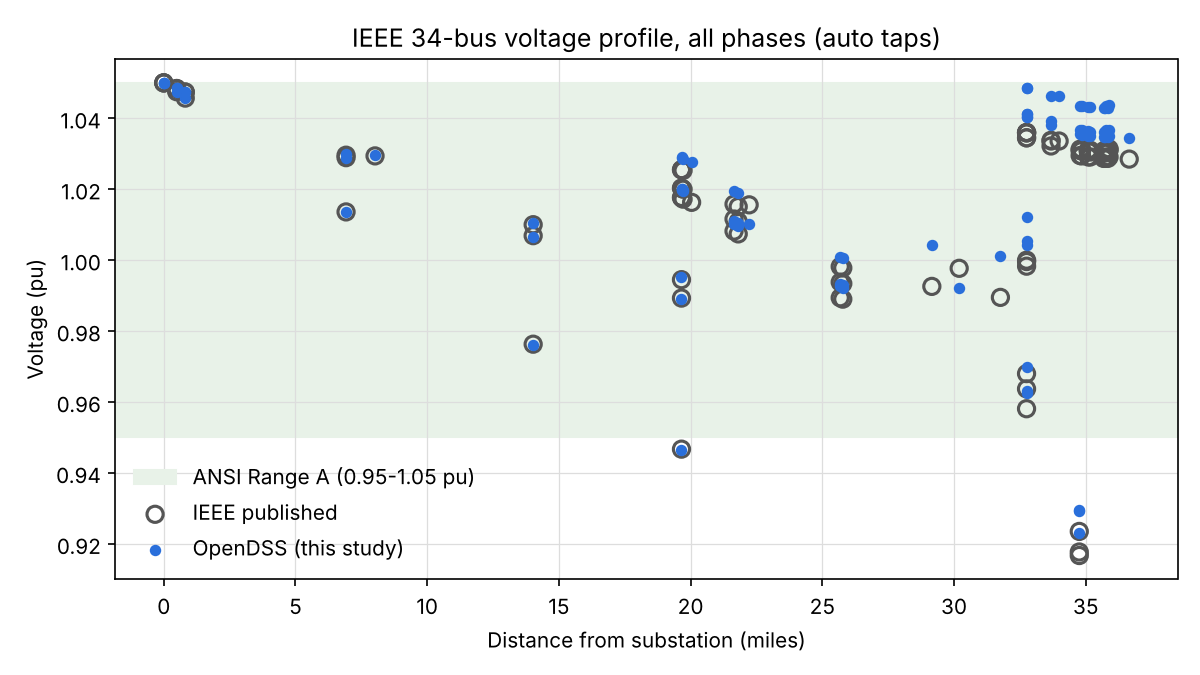 IEEE 34-bus voltage profile, all phases (auto taps)
Voltage (pu)
1.04
1.02
1.00
0.98
0.96
0.94
0.92
ANSI Range A (0.95-1.05 pu)
IEEE published
OpenDSS (this study)
0 5 10 15 20 25 30 35
Distance from substation (miles)